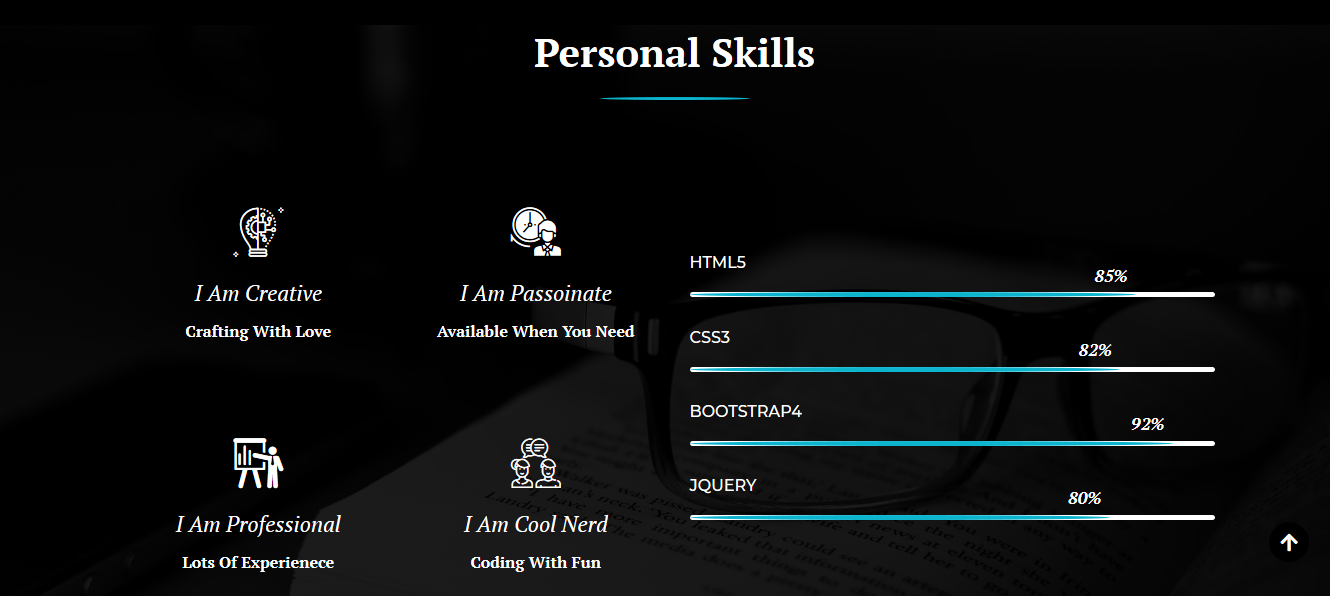 Personal Skills
I Am Creative
Crafting With Love
I Am Passoinate
Available When You Need
I Am Professional
Lots Of Experienece
I Am Cool Nerd
Coding With Fun
HTML5
85%
CSS3
82%
BOOTSTRAP4
92%
JQUERY
80%